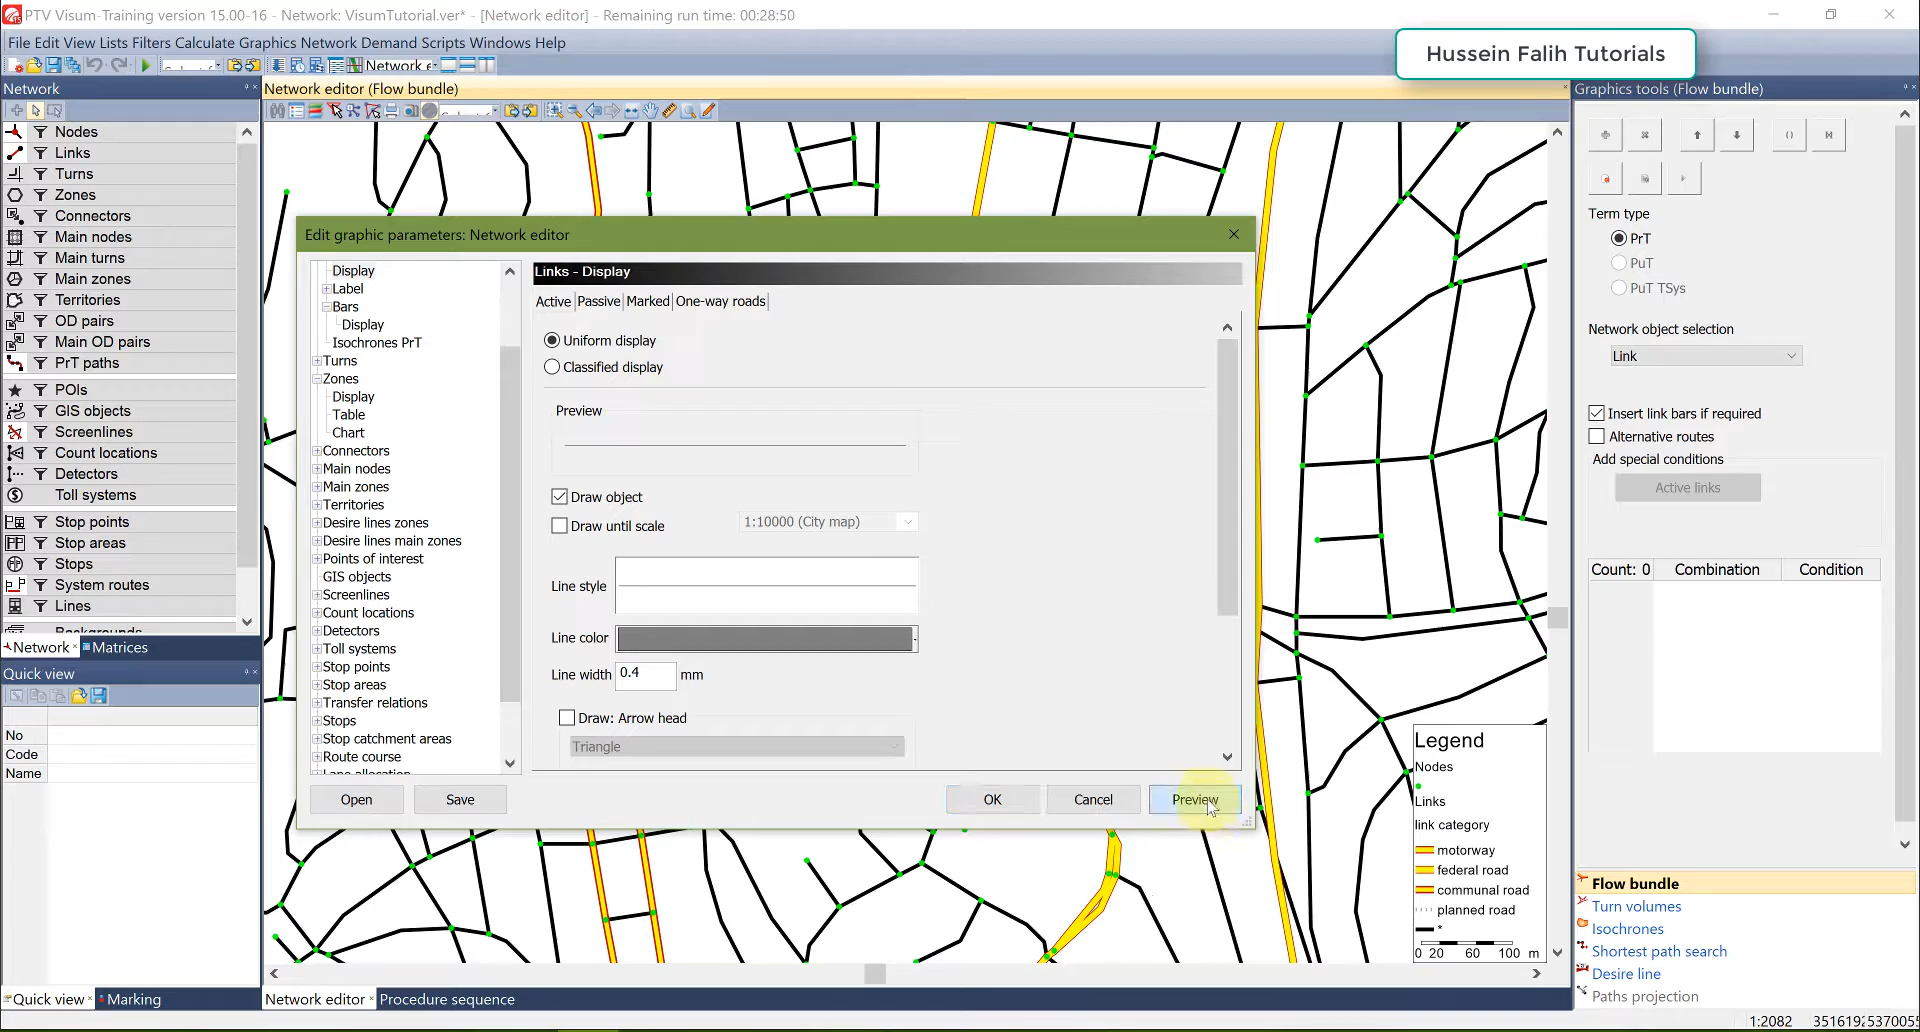 PTV Visum-Training version 15.00-16 - Network: VisumTutorial.ver* - [Network editor] - Remaining run time: 00:28:50
File Edit View Lists Filters Calculate Graphics Network Demand Scripts Windows Help
Hussein Falih Tutorials
Network
Nodes
Links
Turns
Zones
Connectors
Main nodes
Main turns
Main zones
Territories
OD pairs
Main OD pairs
PrT paths
POIs
GIS objects
Screenlines
Count locations
Detectors
Toll systems
Stop points
Stop areas
Stops
System routes
Lines
Network
Matrices
Quick view
No
Code
Name
Quick view
Marking
Network editor (Flow bundle)
Edit graphic parameters: Network editor
Display
Label
Bars
Display
Isochrones PrT
Turns
Zones
Display
Table
Chart
Connectors
Main nodes
Main zones
Territories
Desire lines zones
Desire lines main zones
Points of interest
GIS objects
Screenlines
Count locations
Detectors
Toll systems
Stop points
Stop areas
Transfer relations
Stops
Stop catchment areas
Route course
Links - Display
Active Passive Marked One-way roads
Uniform display
Classified display
Preview
Draw object
Draw until scale 1:10000 (City map)
Line style
Line color
Line width 0.4 mm
Draw: Arrow head
Triangle
Open
Save
OK
Cancel
Preview
Legend
Nodes
Links
link category
motorway
federal road
communal road
planned road
*
0 20 60 100 m
Network editor
Procedure sequence
Graphics tools (Flow bundle)
Term type
PrT
PuT
PuT TSys
Network object selection
Link
Insert link bars if required
Alternative routes
Add special conditions
Active links
Count: 0 Combination Condition
Flow bundle
Turn volumes
Isochrones
Shortest path search
Desire line
Paths projection
1:2082